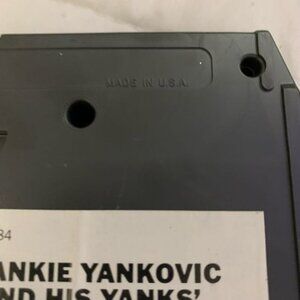 MADE IN U.S.A.
34
ANKIE YANKOVIC
ND HIS YANKS'